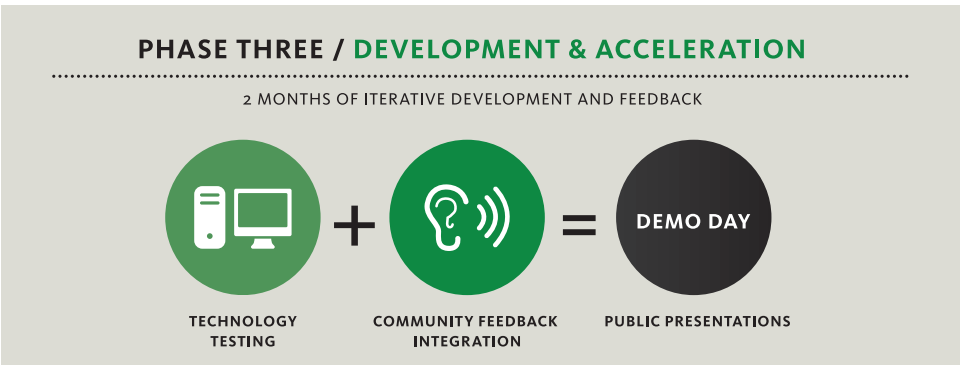 PHASE THREE / DEVELOPMENT & ACCELERATION
2 MONTHS OF ITERATIVE DEVELOPMENT AND FEEDBACK
+
=
DEMO DAY
TECHNOLOGY
TESTING
COMMUNITY FEEDBACK
INTEGRATION
PUBLIC PRESENTATIONS